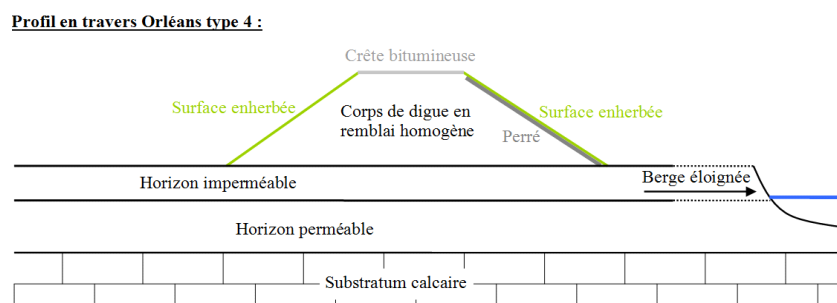 Profil en travers Orléans type 4 :
Crête bitumineuse
Surface enherbée
Corps de digue en
remblai homogène
Surface enherbée
Perré
Horizon imperméable
Berge éloignée
Horizon perméable
Substratum calcaire